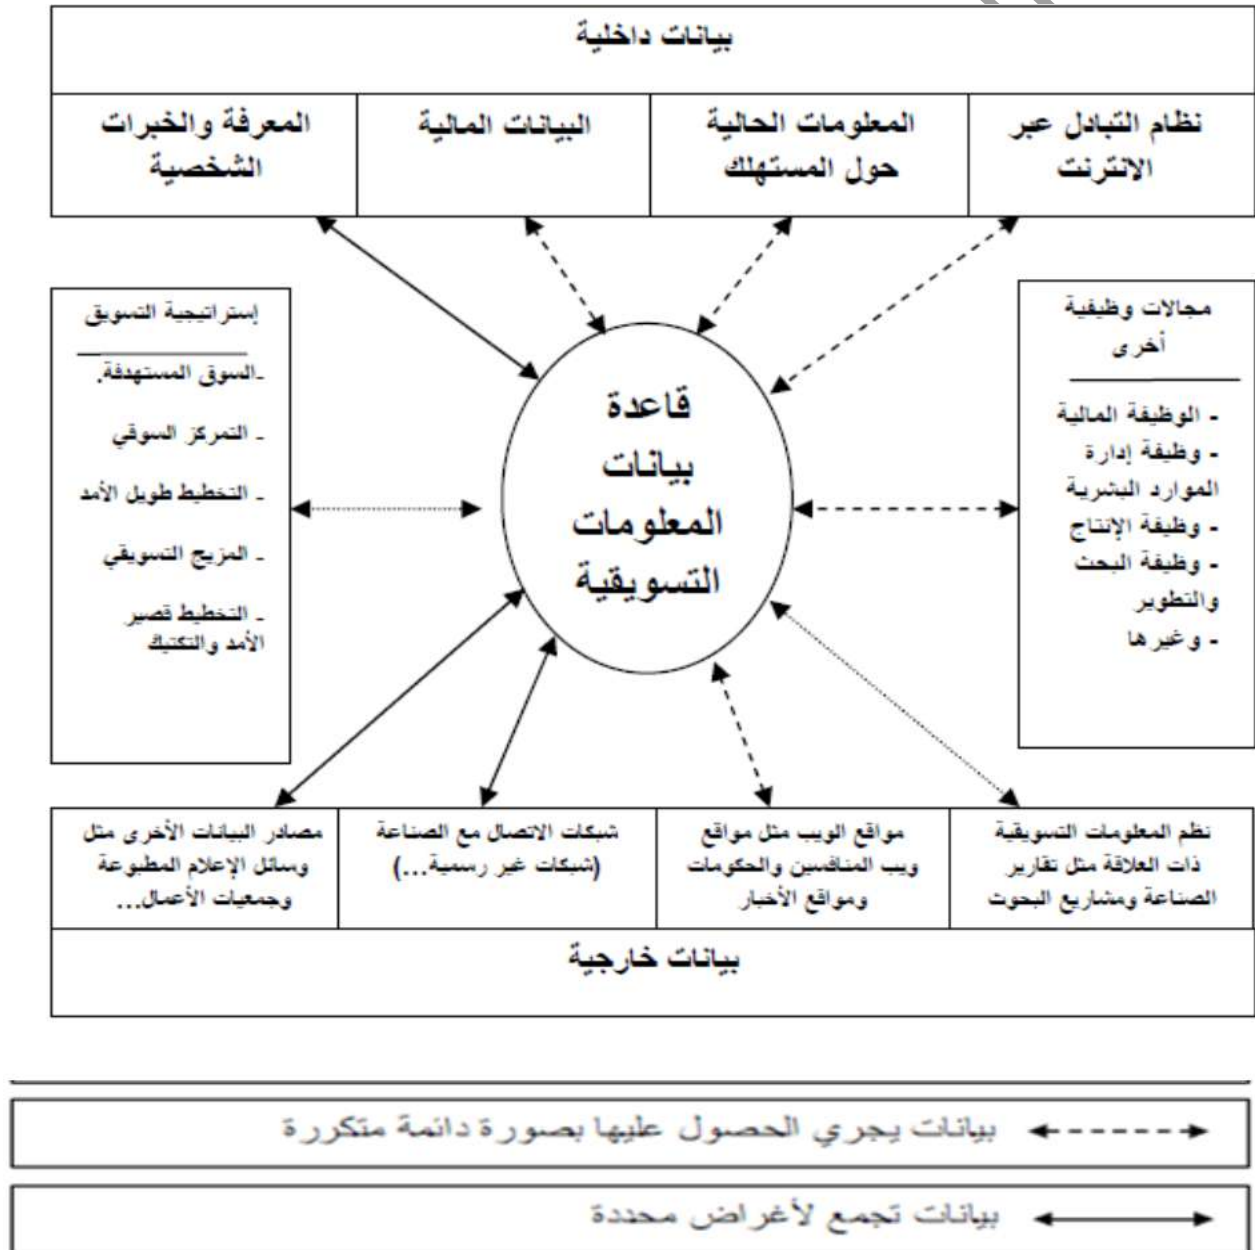 بيانات داخلية
نظام التبادل عبر
الانترنت
المعلومات الحالية
حول المستهلك
البيانات المالية
المعرفة والخبرات
الشخصية
مجالات وظيفية
أخرى
- الوظيفة المالية
- وظيفة إدارة
الموارد البشرية
- وظيفة الإنتاج
- وظيفة البحث
والتطوير
- وغيرها
قاعدة
بيانات
المعلومات
التسويقية
إستراتيجية التسويق
-السوق المستهدفة.
- التمركز السوقي
- التخطيط طويل الأمد
- المزيج التسويقي
- التخطيط قصير
الأمد والتكتيك
نظم المعلومات التسويقية
ذات العلاقة مثل تقارير
الصناعة ومشاريع البحوث
مواقع الويب مثل مواقع
ويب المنافسين والحكومات
ومواقع الأخبار
شبكات الاتصال مع الصناعة
(شبكات غير رسمية...)
مصادر البيانات الأخرى مثل
وسائل الإعلام المطبوعة
وجمعيات الأعمال...
بيانات خارجية
بيانات يجري الحصول عليها بصورة دائمة متكررة
بيانات تجمع لأغراض محددة